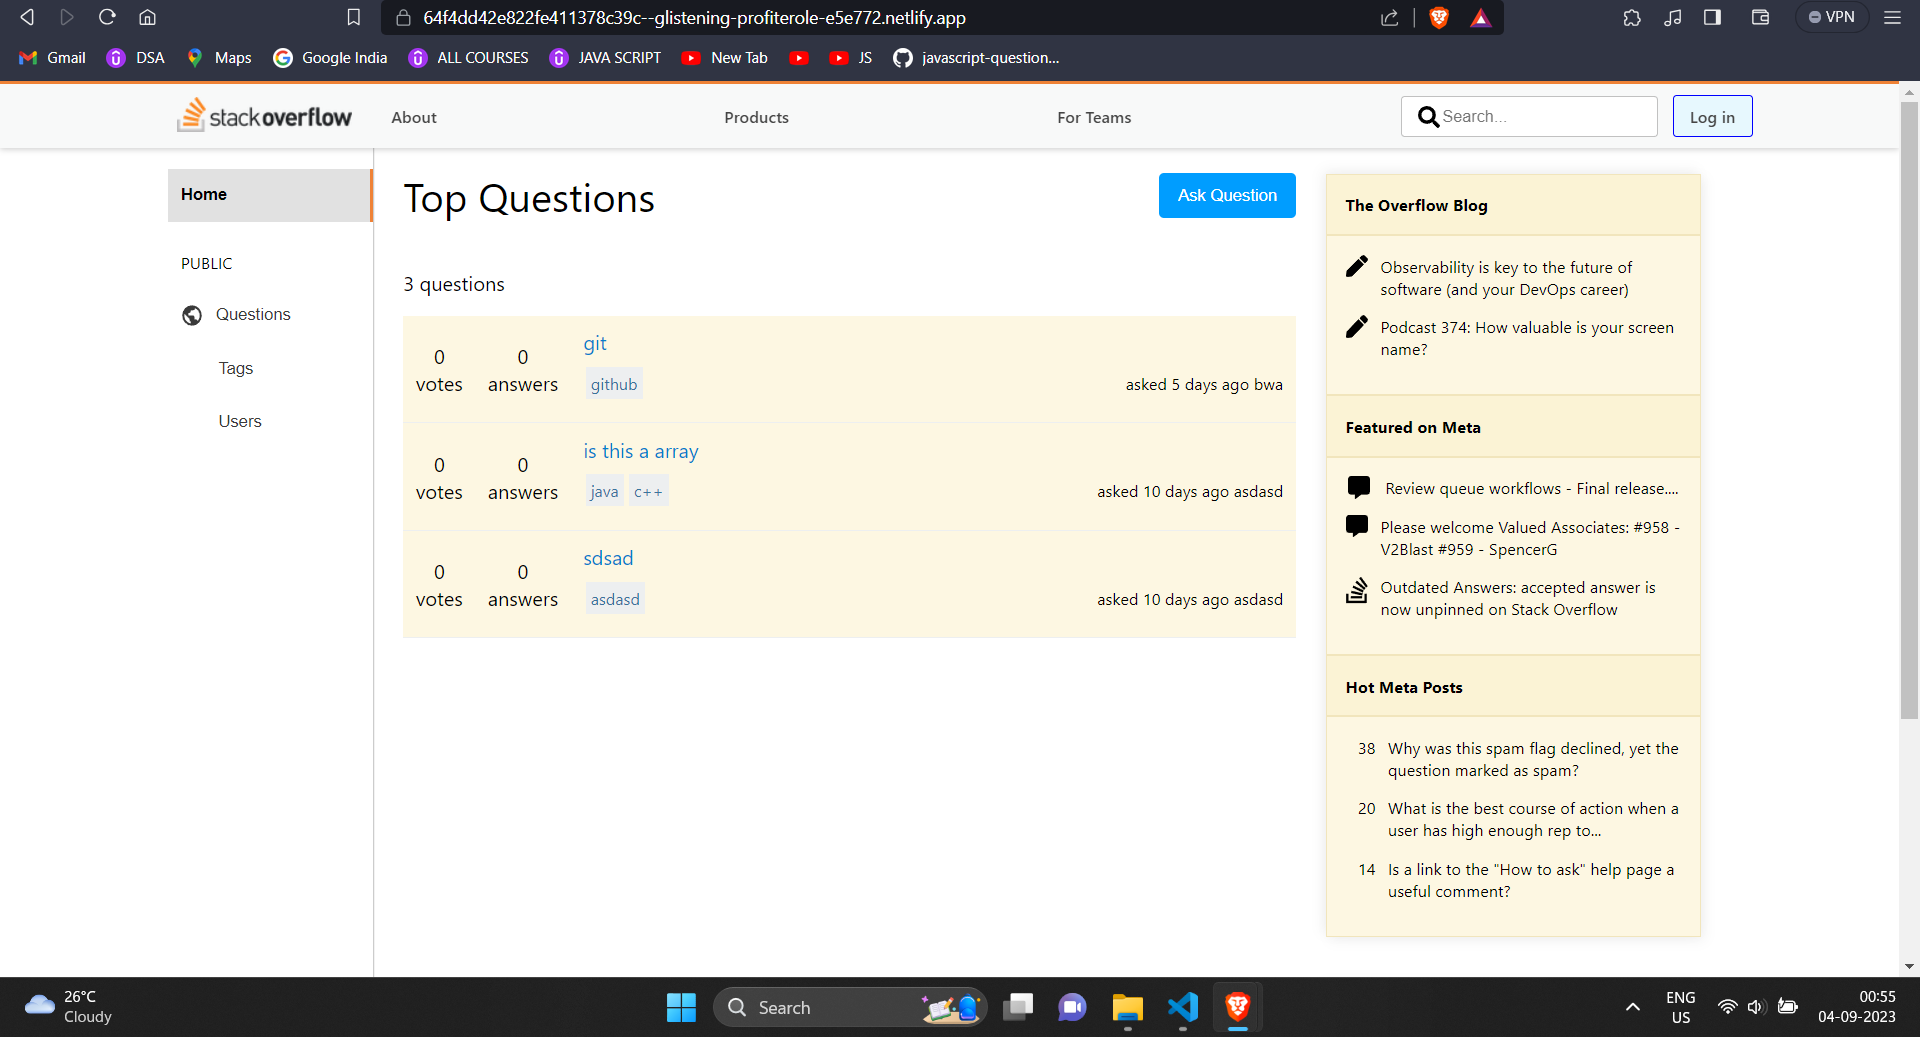 64f4dd42e822fe411378c39c--glistening-profiterole-e5e772.netlify.app
VPN
Gmail DSA Maps Google India ALL COURSES JAVA SCRIPT New Tab JS javascript-question...
stackoverflow About Products For Teams Search... Log in
Home
PUBLIC
Questions
Tags
Users
Top Questions
Ask Question
3 questions
0 votes
0 answers
git
github
asked 5 days ago bwa
0 votes
0 answers
is this a array
java c++
asked 10 days ago asdasd
0 votes
0 answers
sdsad
asdasd
asked 10 days ago asdasd
The Overflow Blog
Observability is key to the future of
software (and your DevOps career)
Podcast 374: How valuable is your screen
name?
Featured on Meta
Review queue workflows - Final release....
Please welcome Valued Associates: #958 -
V2Blast #959 - SpencerG
Outdated Answers: accepted answer is
now unpinned on Stack Overflow
Hot Meta Posts
38 Why was this spam flag declined, yet the
question marked as spam?
20 What is the best course of action when a
user has high enough rep to...
14 Is a link to the "How to ask" help page a
useful comment?
26°C
Cloudy
Search
ENG
US
00:55
04-09-2023